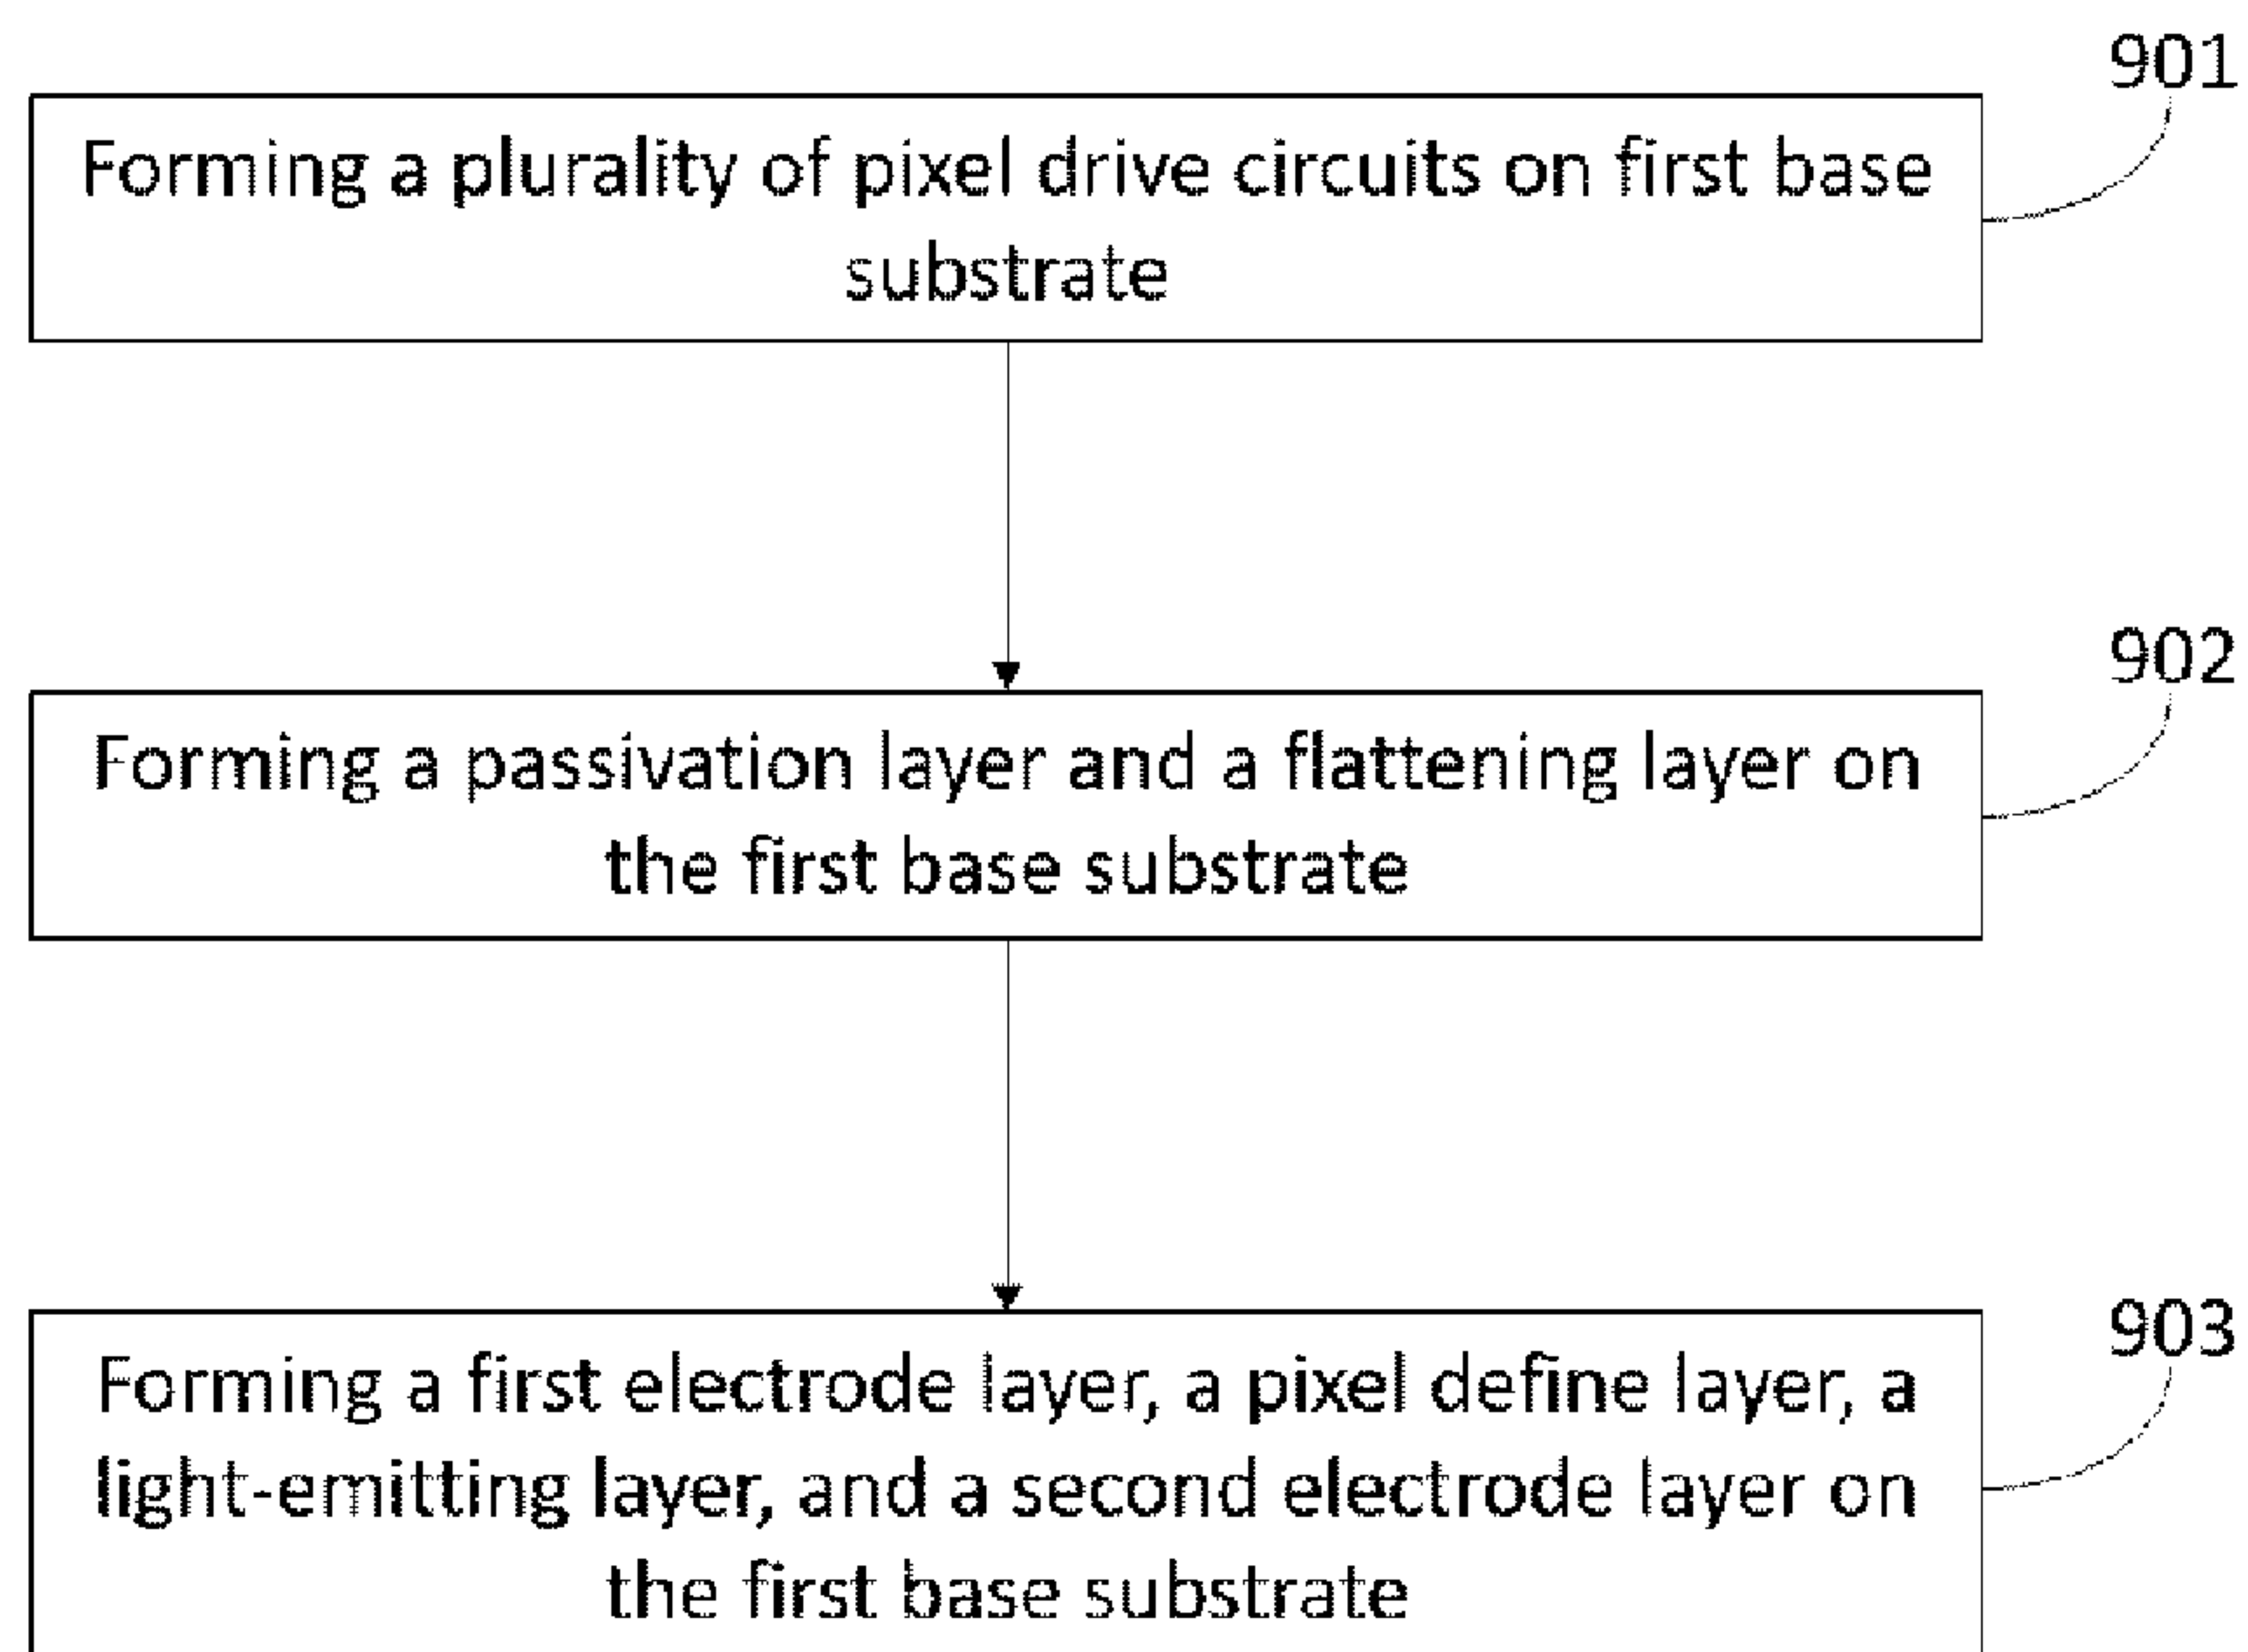 901
Forming a plurality of pixel drive circuits on first base
substrate
902
Forming a passivation layer and a flattening layer on
the first base substrate
903
Forming a first electrode layer, a pixel define layer, a
light-emitting layer, and a second electrode layer on
the first base substrate